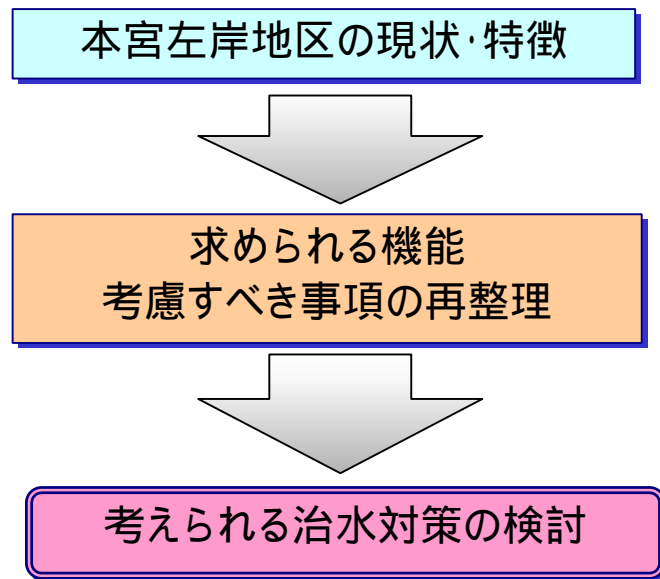 本宮左岸地区の現状･特徴
求められる機能
考慮すべき事項の再整理
考えられる治水対策の検討